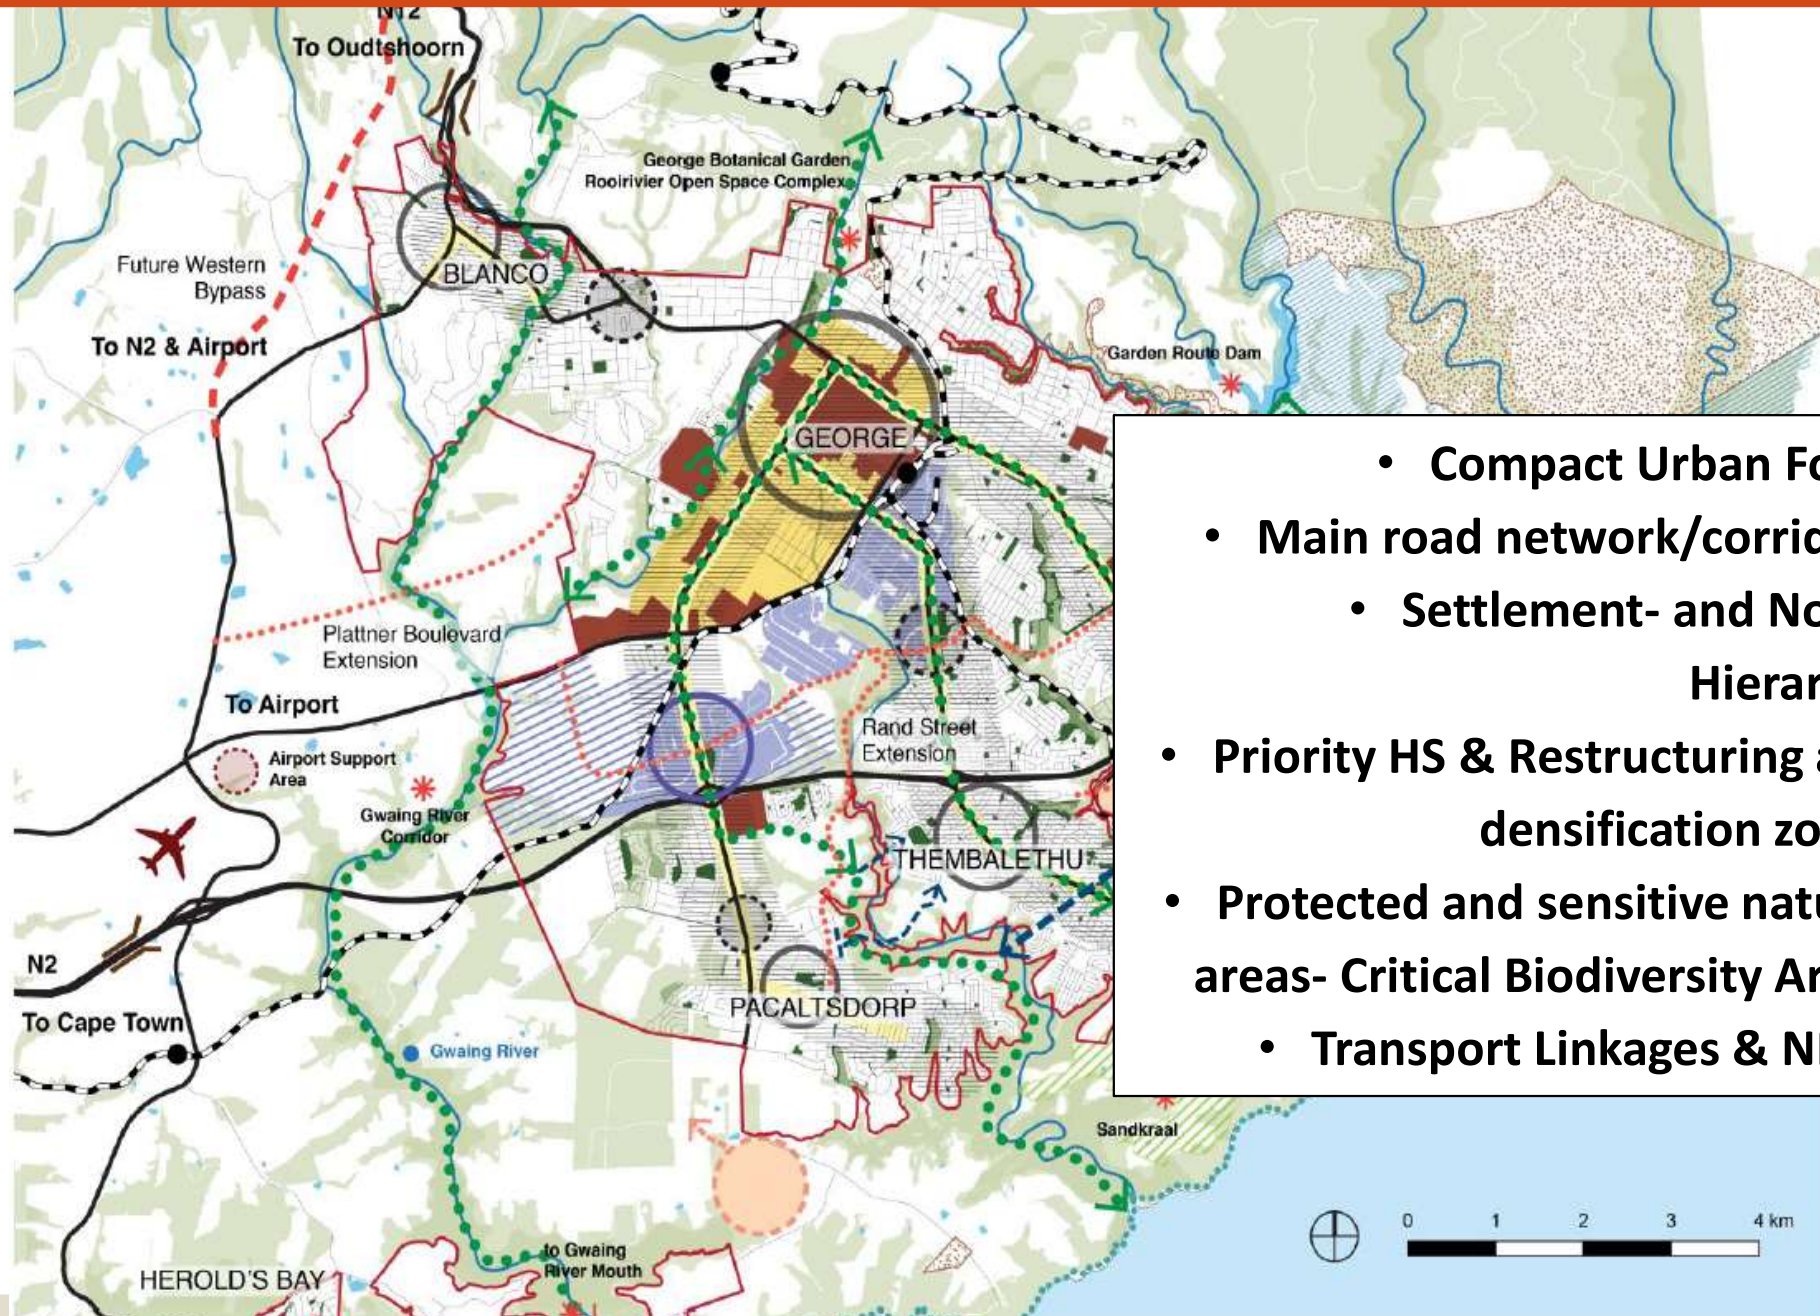 N12
To Oudtshoorn
George Botanical Garden
Rooirivier Open Space Complex
Future Western
Bypass
BLANCO
To N2 & Airport
Garden Route Dam
GEORGE
Plattner Boulevard
Extension
To Airport
Airport Support
Area
Rand Street
Extension
Gwaing River
Corridor
THEMBALETHU
N2
PACALTSDORP
To Cape Town
Gwaing River
Sandkraal
to Gwaing
River Mouth
HEROLD'S BAY
0 1 2 3 4 km
• Compact Urban Fo
• Main road network/corrid
• Settlement- and No
Hierar
• Priority HS & Restructuring a
densification zo
• Protected and sensitive natu
areas- Critical Biodiversity Ar
• Transport Linkages &